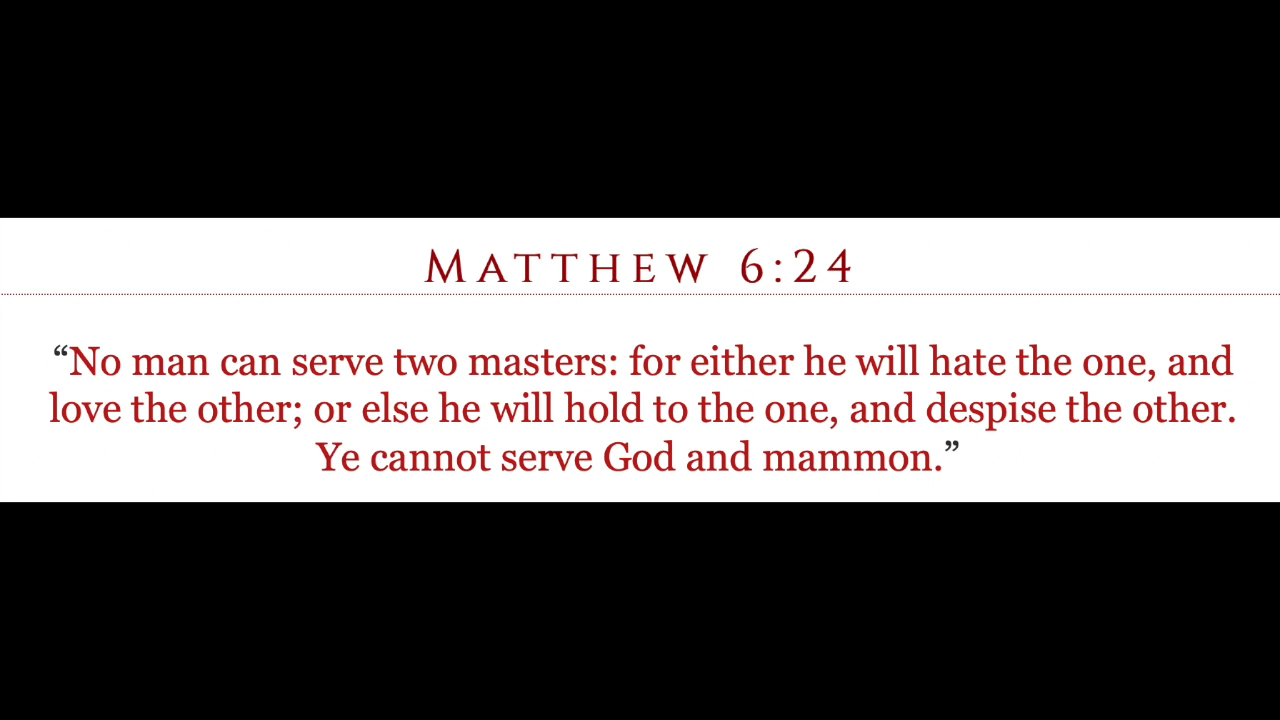 MATTHEW 6:24
“No man can serve two masters: for either he will hate the one, and
love the other; or else he will hold to the one, and despise the other.
Ye cannot serve God and mammon.”